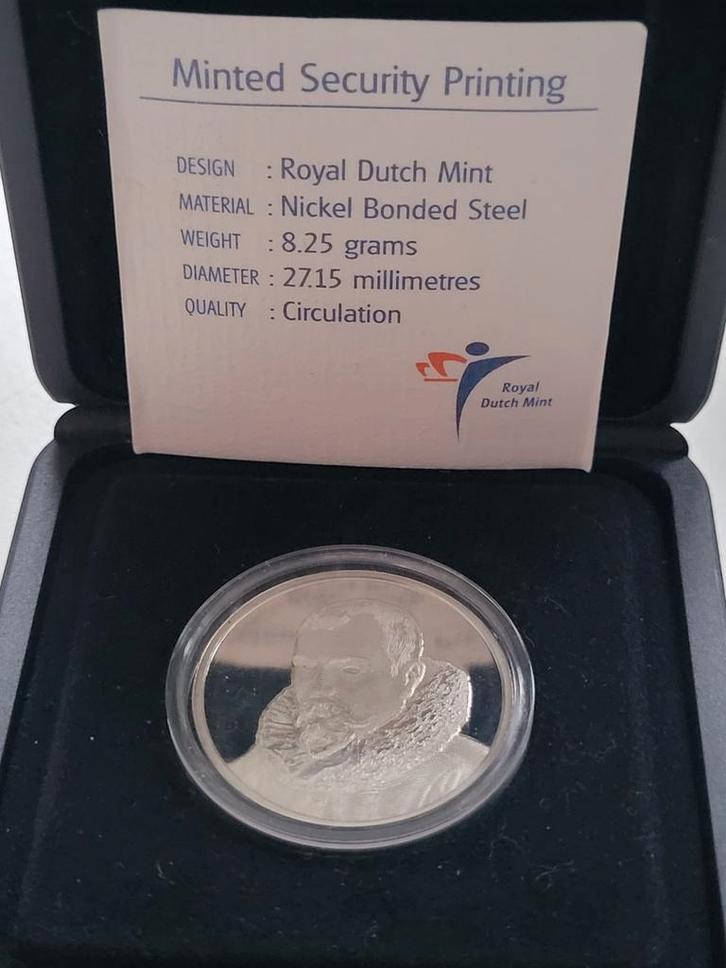 Minted Security Printing
DESIGN : Royal Dutch Mint
MATERIAL : Nickel Bonded Steel
WEIGHT : 8.25 grams
DIAMETER : 27.15 millimetres
QUALITY : Circulation
Royal
Dutch Mint